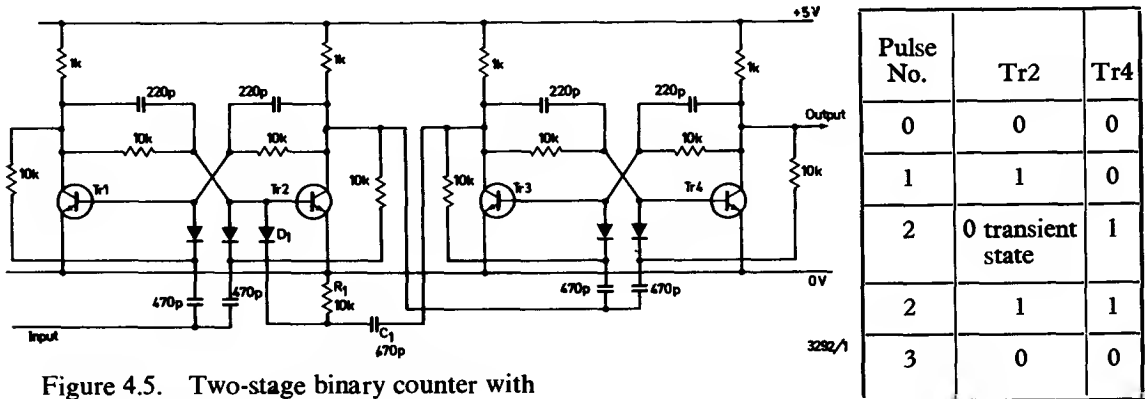 +5V
1k
1k
1k
1k
220p
220p
220p
220p
Output
10k
10k
10k
10k
10k
10k
10k
10k
Tr1
Tr2
Tr3
Tr4
D1
0V
470p
470p
R1
10k
470p
470p
Input
C1
470p
3292/1
Figure 4.5. Two-stage binary counter with
Pulse
No. Tr2 Tr4
0 0 0
1 1 0
2 0 transient 1
state
2 1 1
3 0 0